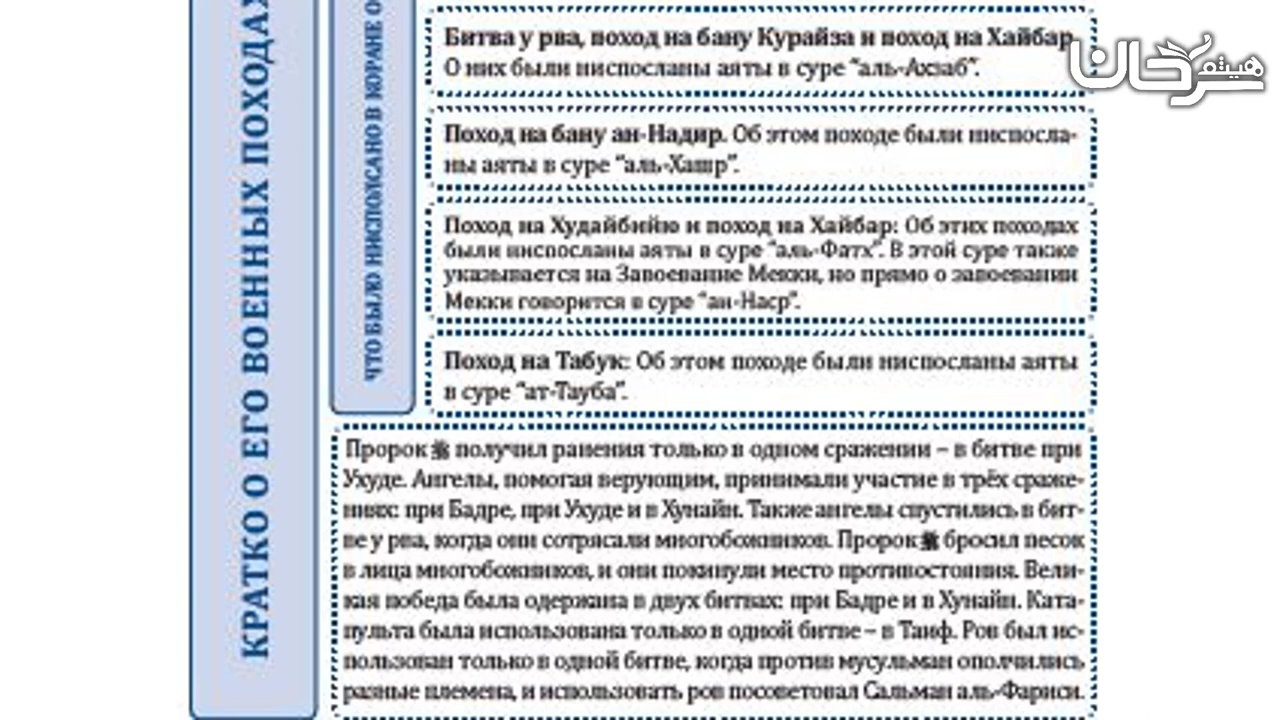 КРАТКО О ЕГО ВОЕННЫХ ПОХОДАХ
ЧТО БЫЛО НИСПОСЛАНО В КОРАНЕ О
Битва у рва, поход на бану Курайза и поход на Хайбар.
О них были ниспосланы аяты в суре “аль-Ахзаб”.
Поход на бану ан-Надир. Об этом походе были ниспосла-
ны аяты в суре “аль-Хашр”.
Поход на Худайбийю и поход на Хайбар: Об этих походах
были ниспосланы аяты в суре “аль-Фатх”. В этой суре также
указывается на Завоевание Мекки, но прямо о завоевании
Мекки говорится в суре “ан-Наср”.
Поход на Табук: Об этом походе были ниспосланы аяты
в суре “ат-Тауба”.
Пророк ﷺ получил ранения только в одном сражении – в битве при
Ухуде. Ангелы, помогая верующим, принимали участие в трёх сраже-
ниях: при Бадре, при Ухуде и в Хунайн. Также ангелы спустились в бит-
ве у рва, когда они сотрясали многобожников. Пророк ﷺ бросил песок
в лица многобожников, и они покинули место противостояния. Вели-
кая победа была одержана в двух битвах: при Бадре и в Хунайн. Ката-
пульта была использована только в одной битве – в Таиф. Ров был ис-
пользован только в одной битве, когда против мусульман ополчились
разные племена, и использовать ров посоветовал Сальман аль-Фариси.